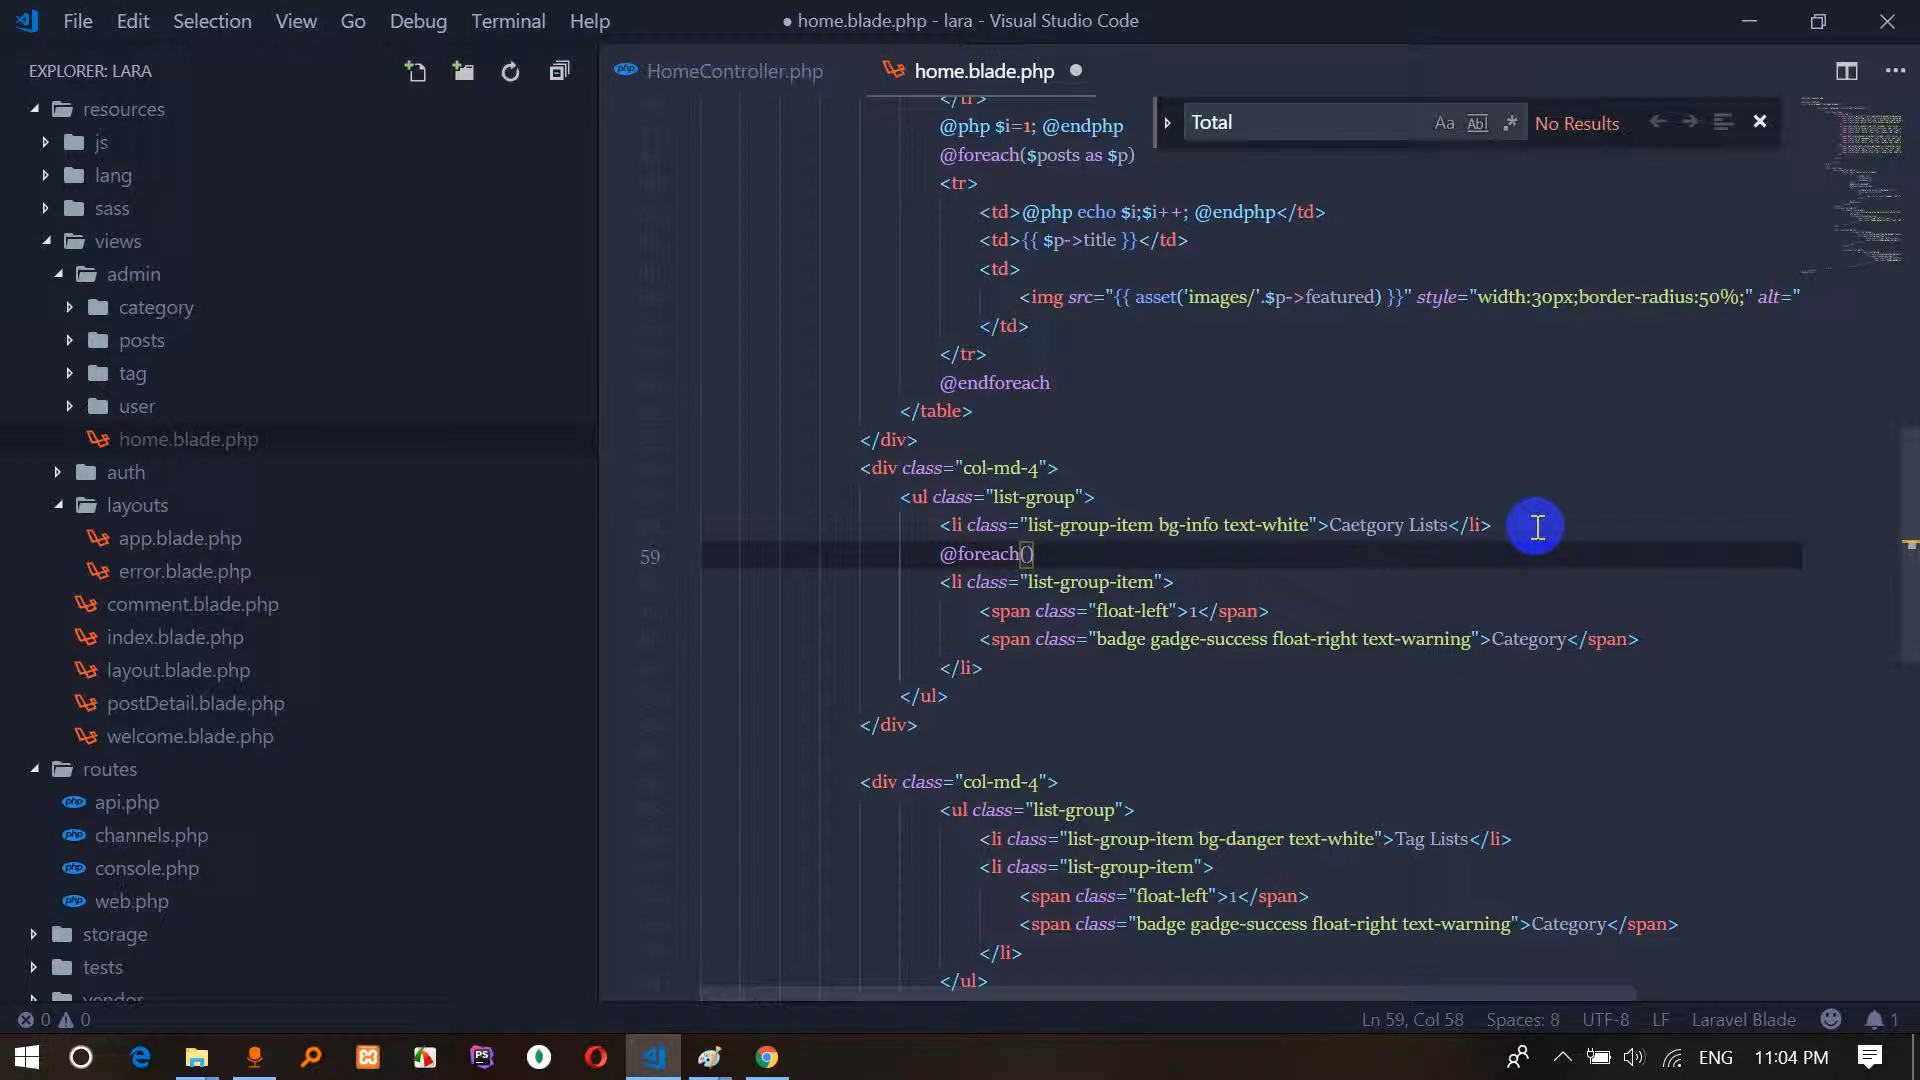 File Edit Selection View Go Debug Terminal Help
● home.blade.php - lara - Visual Studio Code
EXPLORER: LARA
resources
js
lang
sass
views
admin
category
posts
tag
user
home.blade.php
auth
layouts
app.blade.php
error.blade.php
comment.blade.php
index.blade.php
layout.blade.php
postDetail.blade.php
welcome.blade.php
routes
api.php
channels.php
console.php
web.php
storage
tests
vendor
HomeController.php
home.blade.php
Total
Aa Abl .* No Results
</tr>
@php $i=1; @endphp
@foreach($posts as $p)
<tr>
<td>@php echo $i;$i++; @endphp</td>
<td>{{ $p->title }}</td>
<td>
<img src="{{ asset('images/'.$p->featured) }}" style="width:30px;border-radius:50%;" alt="
</td>
</tr>
@endforeach
</table>
</div>
<div class="col-md-4">
<ul class="list-group">
<li class="list-group-item bg-info text-white">Caetgory Lists</li>
59 @foreach()
<li class="list-group-item">
<span class="float-left">1</span>
<span class="badge gadge-success float-right text-warning">Category</span>
</li>
</ul>
</div>
<div class="col-md-4">
<ul class="list-group">
<li class="list-group-item bg-danger text-white">Tag Lists</li>
<li class="list-group-item">
<span class="float-left">1</span>
<span class="badge gadge-success float-right text-warning">Category</span>
</li>
</ul>
0 0
Ln 59, Col 58 Spaces: 8 UTF-8 LF Laravel Blade 1
ENG 11:04 PM